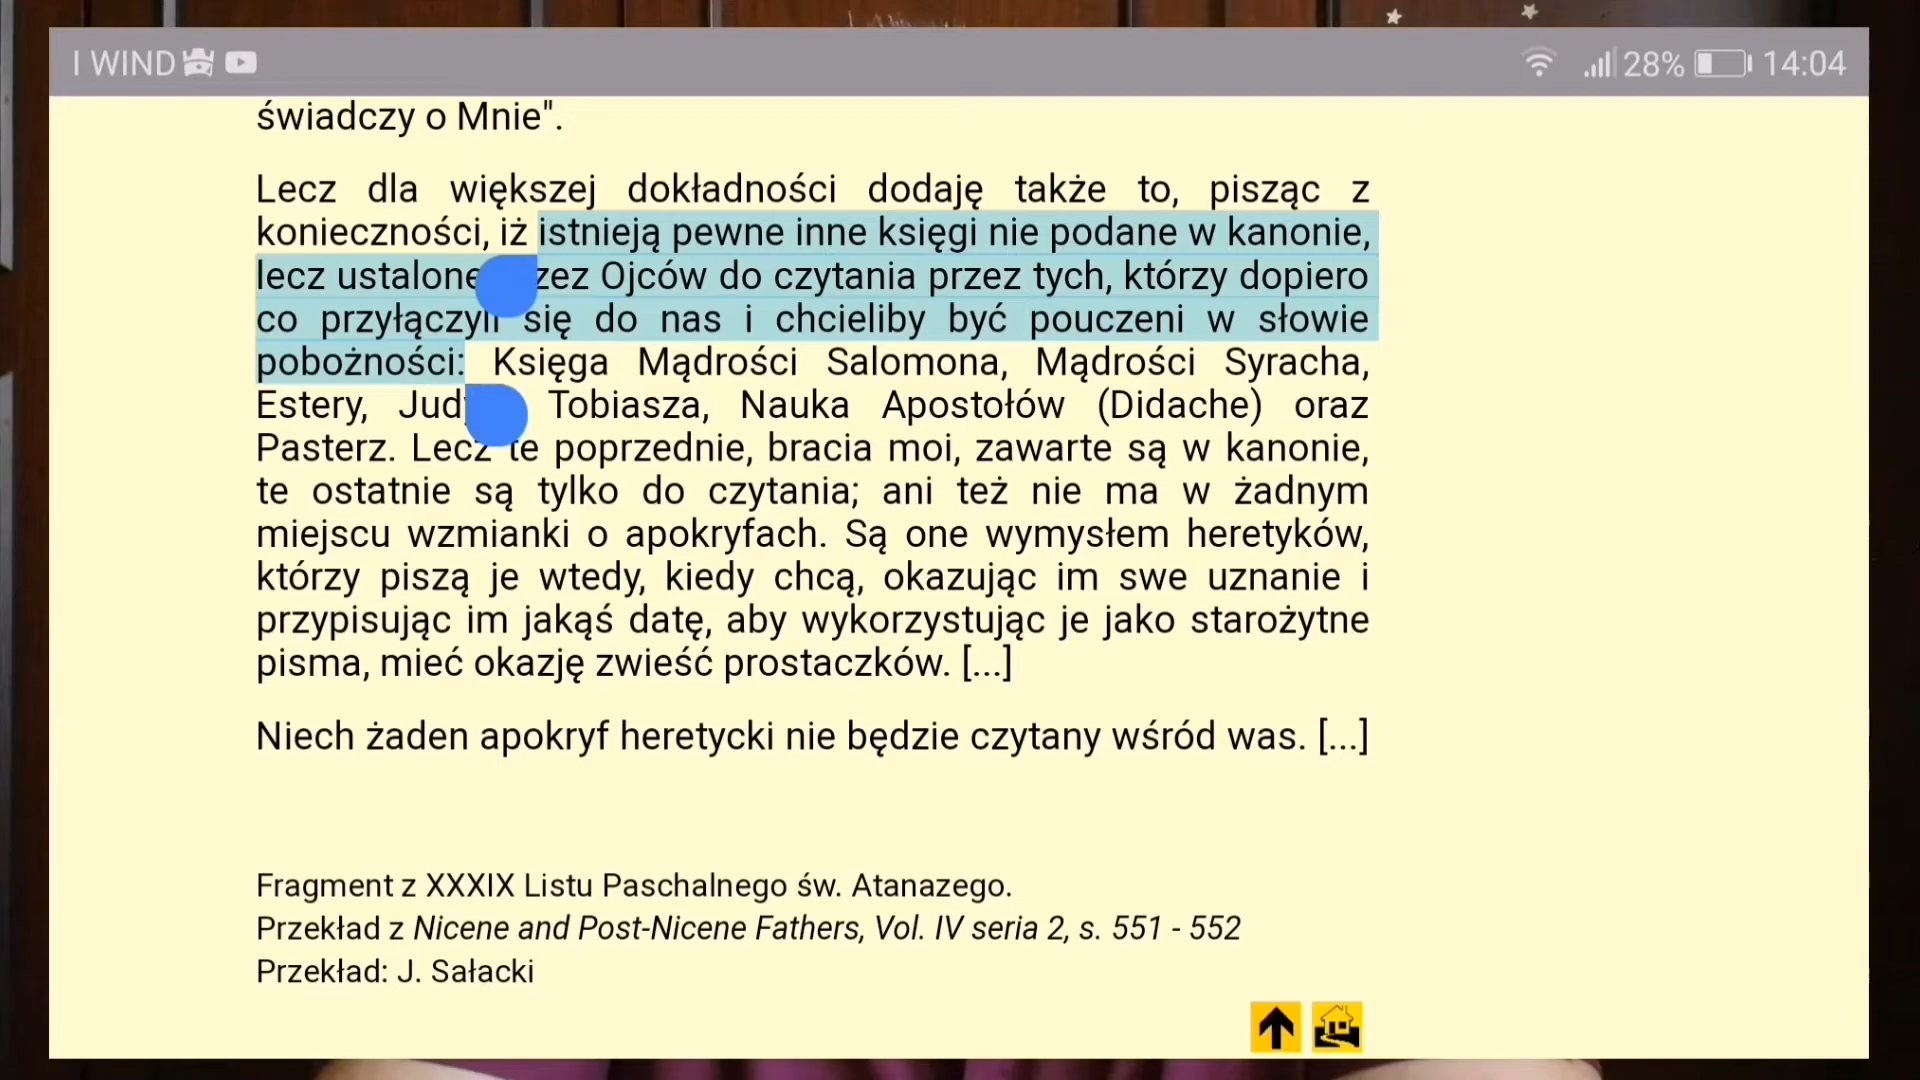 I WIND 28% 14:04
świadczy o Mnie".
Lecz dla większej dokładności dodaję także to, pisząc z
konieczności, iż istnieją pewne inne księgi nie podane w kanonie,
lecz ustalone Ojców do czytania przez tych, którzy dopiero
co przyłączyli się do nas i chcieliby być pouczeni w słowie
pobożności: Księga Mądrości Salomona, Mądrości Syracha,
Estery, Tobiasza, Nauka Apostołów (Didache) oraz
Pasterz. Lecz te poprzednie, bracia moi, zawarte są w kanonie,
te ostatnie są tylko do czytania; ani też nie ma w żadnym
miejscu wzmianki o apokryfach. Są one wymysłem heretyków,
którzy piszą je wtedy, kiedy chcą, okazując im swe uznanie i
przypisując im jakąś datę, aby wykorzystując je jako starożytne
pisma, mieć okazję zwieść prostaczków. [...]
Niech żaden apokryf heretycki nie będzie czytany wśród was. [...]
Fragment z XXXIX Listu Paschalnego św. Atanazego.
Przekład z Nicene and Post-Nicene Fathers, Vol. IV seria 2, s. 551 - 552
Przekład: J. Sałacki